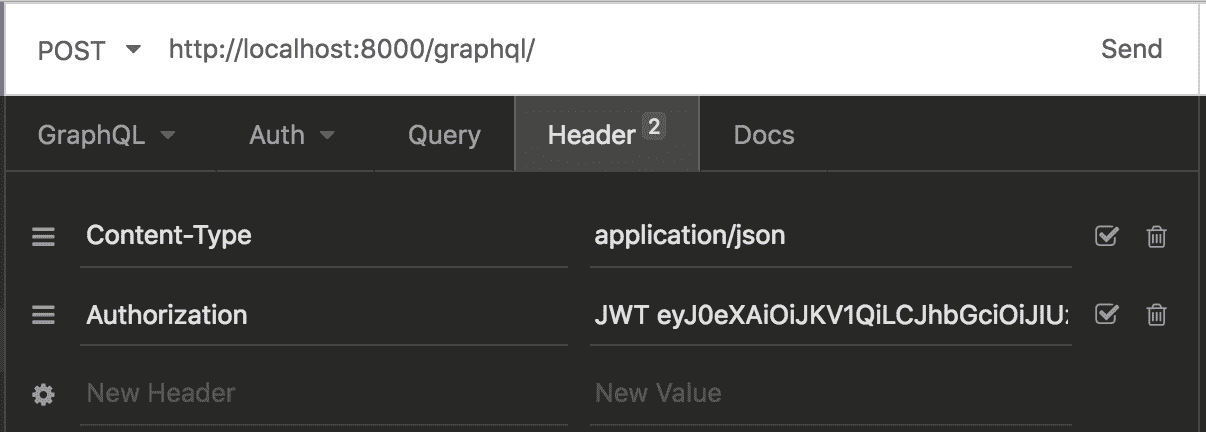 POST http://localhost:8000/graphql/ Send
GraphQL Auth Query Header 2 Docs
Content-Type application/json
Authorization JWT eyJ0eXAiOiJKV1QiLCJhbGciOiJIUz
New Header New Value